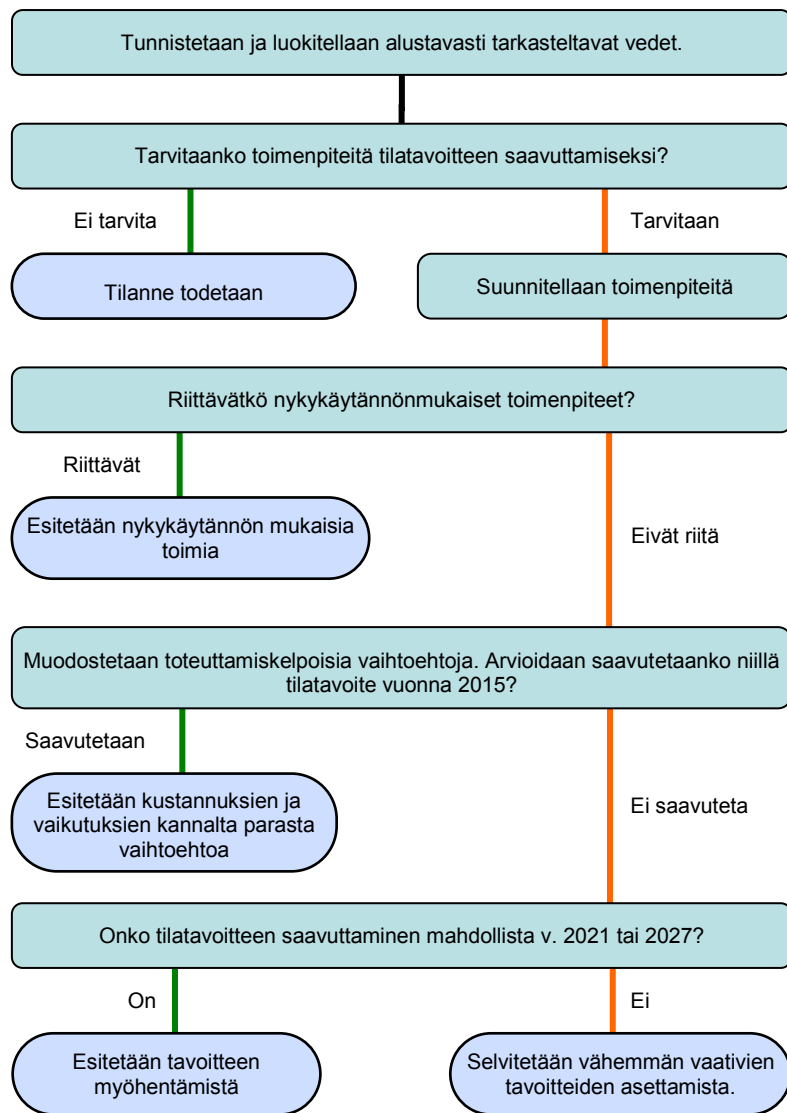 Tunnistetaan ja luokitellaan alustavasti tarkasteltavat vedet.
Tarvitaanko toimenpiteitä tilatavoitteen saavuttamiseksi?
Ei tarvita
Tarvitaan
Tilanne todetaan
Suunnitellaan toimenpiteitä
Riittävätkö nykykäytännönmukaiset toimenpiteet?
Riittävät
Esitetään nykykäytännön mukaisia
toimia
Eivät riitä
Muodostetaan toteuttamiskelpoisia vaihtoehtoja. Arvioidaan saavutetaanko niillä
tilatavoite vuonna 2015?
Saavutetaan
Esitetään kustannuksien ja
vaikutuksien kannalta parasta
vaihtoehtoa
Ei saavuteta
Onko tilatavoitteen saavuttaminen mahdollista v. 2021 tai 2027?
On
Ei
Esitetään tavoitteen
myöhentämistä
Selvitetään vähemmän vaativien
tavoitteiden asettamista.